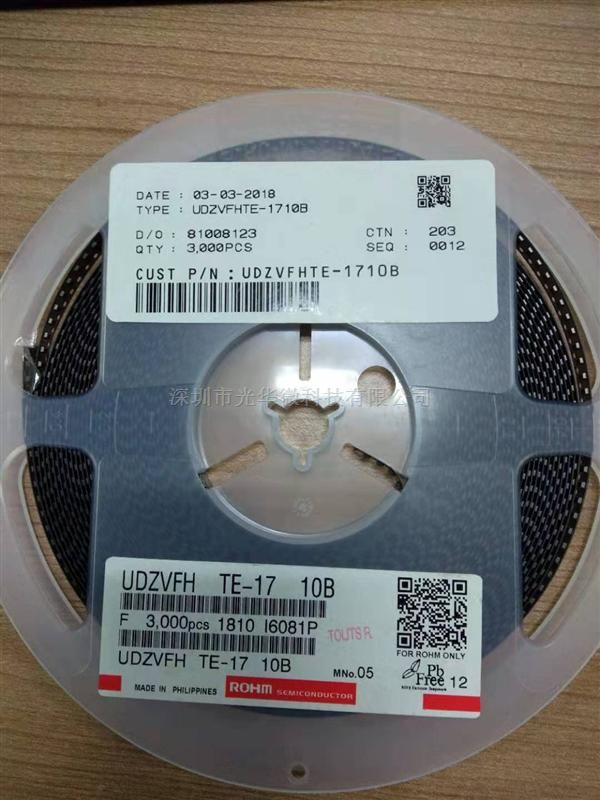 DATE : 03-03-2018
TYPE : UDZVFHTE-1710B
D/O : 81008123 CTN : 203
QTY : 3,000PCS SEQ : 0012
CUST P/N : UDZVFHTE-1710B
深圳市光华微科技有限公司
UDZVFH TE-17 10B
F 3,000pcs 1810 I6081P
TOUTS R
UDZVFH TE-17 10B
MNo.05
FOR ROHM ONLY
Pb
Free 12
MADE IN PHILIPPINES
ROHM SEMICONDUCTOR